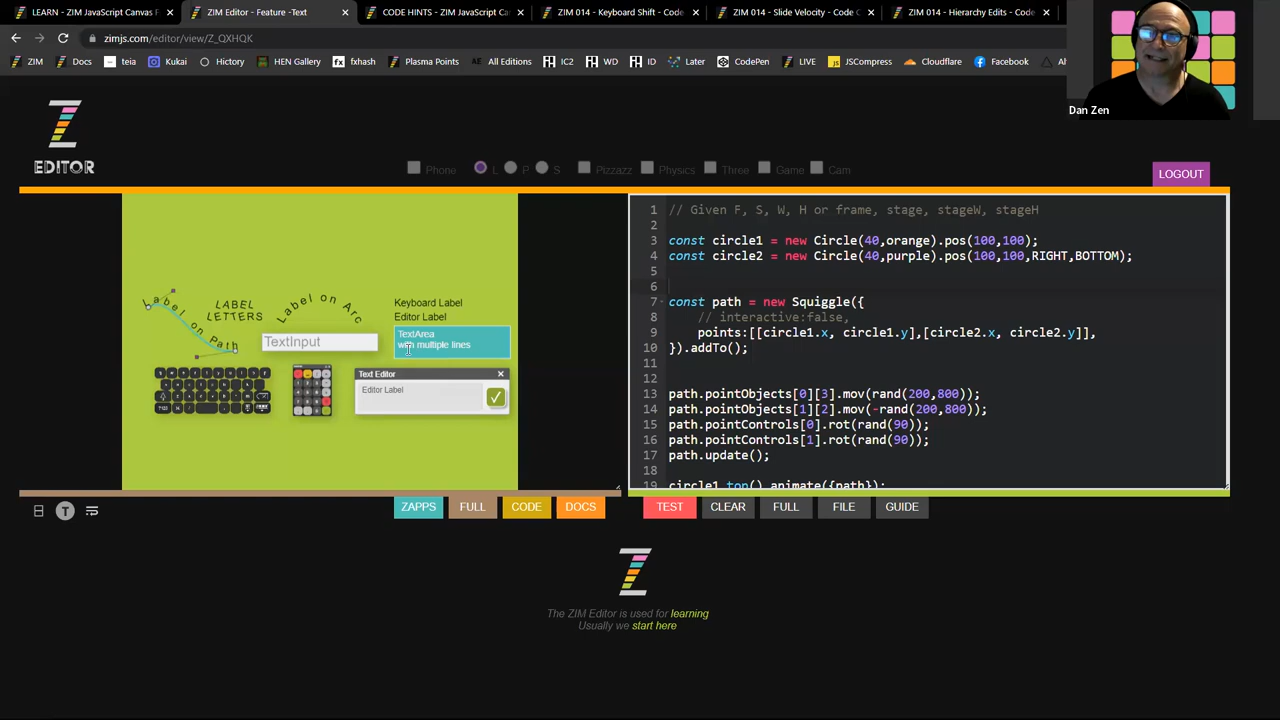 LEARN - ZIM JavaScript Canvas F
ZIM Editor - Feature -Text
CODE HINTS - ZIM JavaScript Ca
ZIM 014 - Keyboard Shift - Code
ZIM 014 - Slide Velocity - Code C
ZIM 014 - Hierarchy Edits - Code
zimjs.com/editor/view/Z_QXHQK
ZIM Docs teia Kukai Hictory HEN Gallery fxhash Plasma Points All Editions IC2 WD ID Later CodePen LIVE JSCompress Cloudflare Facebook
Dan Zen
EDITOR
Phone L P S Pizzazz Physics Three Game Cam
LOGOUT
Label on Path
LABEL
LETTERS
Label on Arc
Keyboard Label
Editor Label
TextInput
TextArea
with multiple lines
Text Editor
Editor Label
1 // Given F, S, W, H or frame, stage, stageW, stageH
2
3 const circle1 = new Circle(40,orange).pos(100,100);
4 const circle2 = new Circle(40,purple).pos(100,100,RIGHT,BOTTOM);
5
6
7 const path = new Squiggle({
8 // interactive:false,
9 points:[[circle1.x, circle1.y],[circle2.x, circle2.y]],
10 }).addTo();
11
12
13 path.pointObjects[0][3].mov(rand(200,800));
14 path.pointObjects[1][2].mov(-rand(200,800));
15 path.pointControls[0].rot(rand(90));
16 path.pointControls[1].rot(rand(90));
17 path.update();
18
19 circle1.top().animate({path});
T
ZAPPS FULL CODE DOCS
TEST CLEAR FULL FILE GUIDE
The ZIM Editor is used for learning
Usually we start here